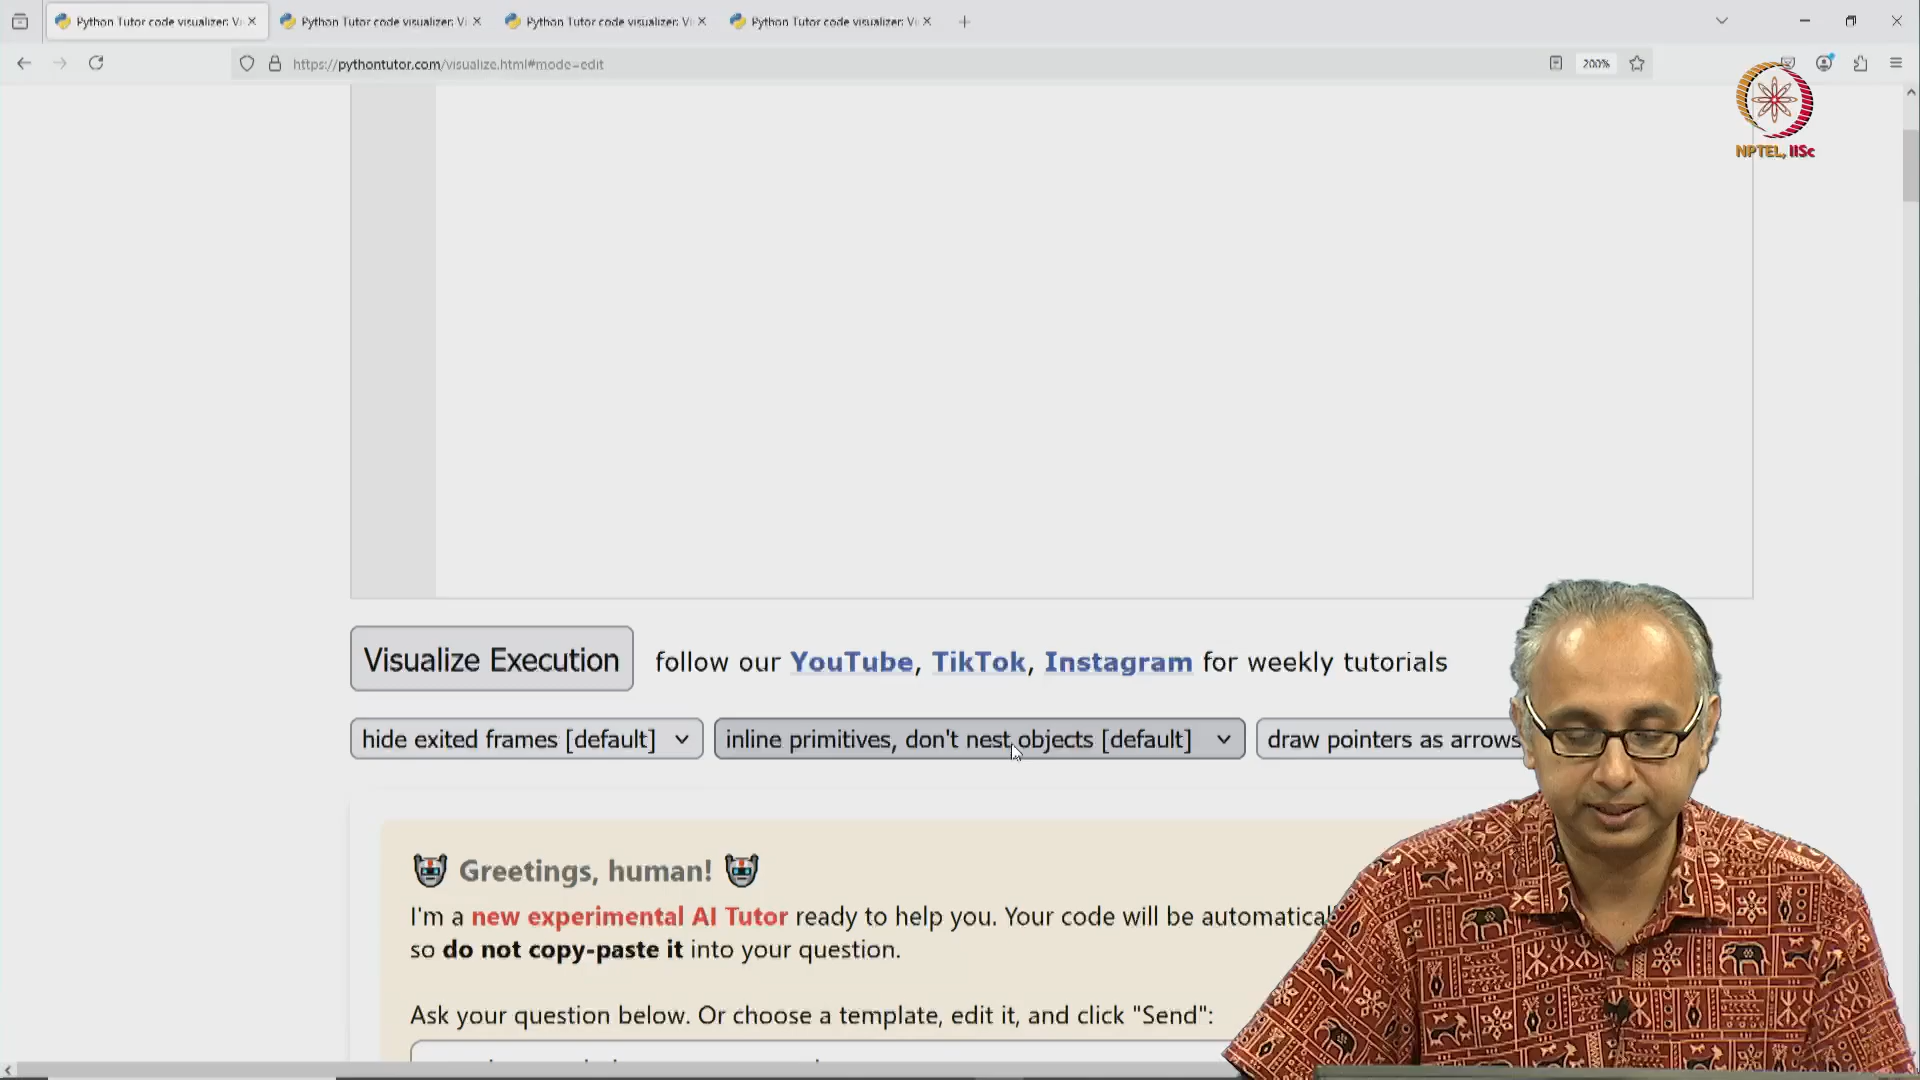 Python Tutor code visualizer: Vi
Python Tutor code visualizer: Vi
Python Tutor code visualizer: Vi
Python Tutor code visualizer: Vi
https://pythontutor.com/visualize.html#mode=edit
200%
NPTEL, IISc
Visualize Execution
follow our YouTube, TikTok, Instagram for weekly tutorials
hide exited frames [default]
inline primitives, don't nest objects [default]
draw pointers as arrows
Greetings, human!
I'm a new experimental AI Tutor ready to help you. Your code will be
so do not copy-paste it into your question.
Ask your question below. Or choose a template, edit it, and click "Send":